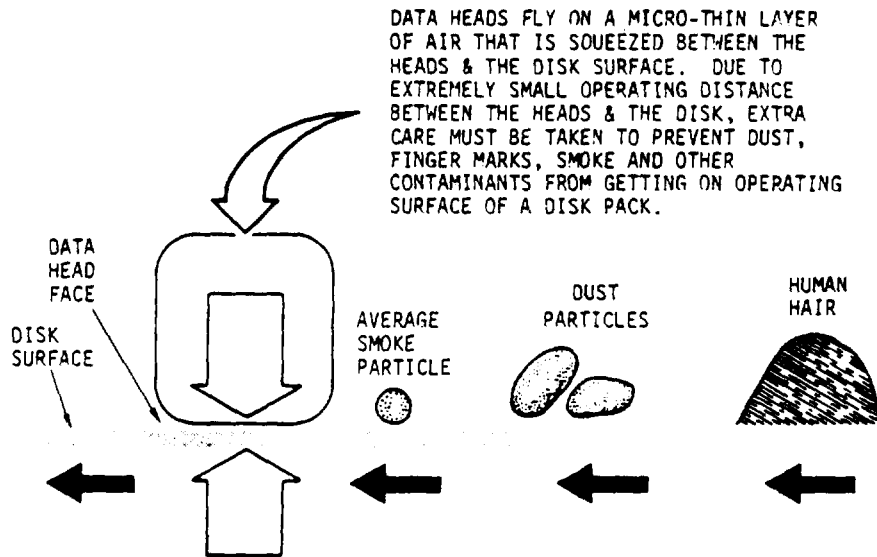 DATA HEADS FLY ON A MICRO-THIN LAYER
OF AIR THAT IS SQUEEZED BETWEEN THE
HEADS & THE DISK SURFACE. DUE TO
EXTREMELY SMALL OPERATING DISTANCE
BETWEEN THE HEADS & THE DISK, EXTRA
CARE MUST BE TAKEN TO PREVENT DUST,
FINGER MARKS, SMOKE AND OTHER
CONTAMINANTS FROM GETTING ON OPERATING
SURFACE OF A DISK PACK.
DATA
HEAD
FACE
DISK
SURFACE
AVERAGE
SMOKE
PARTICLE
DUST
PARTICLES
HUMAN
HAIR